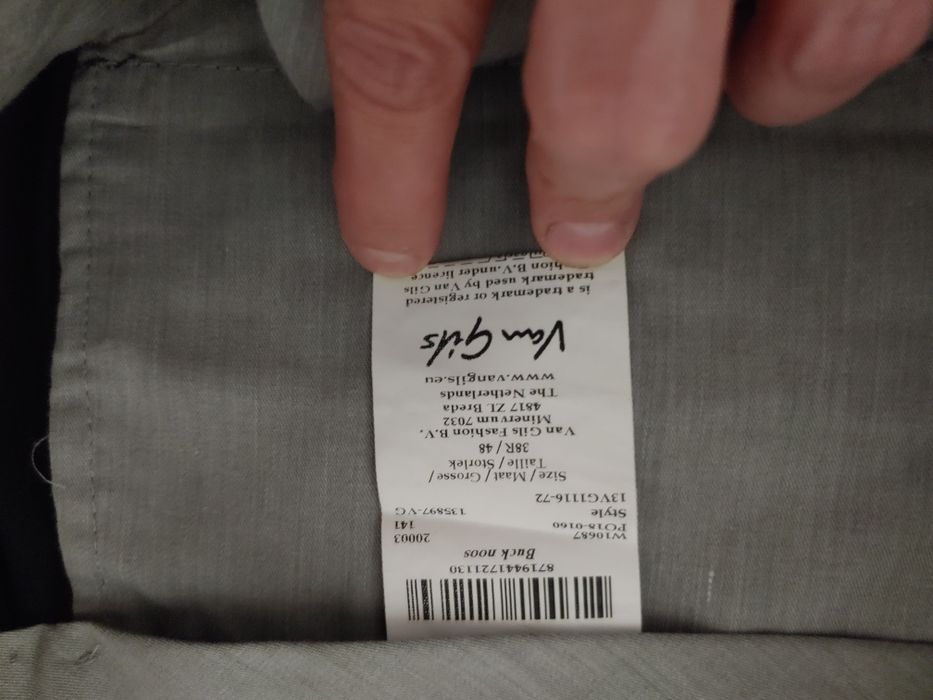 8719441721130
Buck noos
W10687 20003
PO18-0160 141
Style 135897-VG
13VG1116-72
Size / Maat / Grosse /
Taille / Storlek
38R / 48
Van Gils Fashion B.V.
Minervum 7032
4817 ZL Breda
The Netherlands
www.vangils.eu
Van Gils
is a trademark or registered
trademark used by Van Gils
B.V.under licence